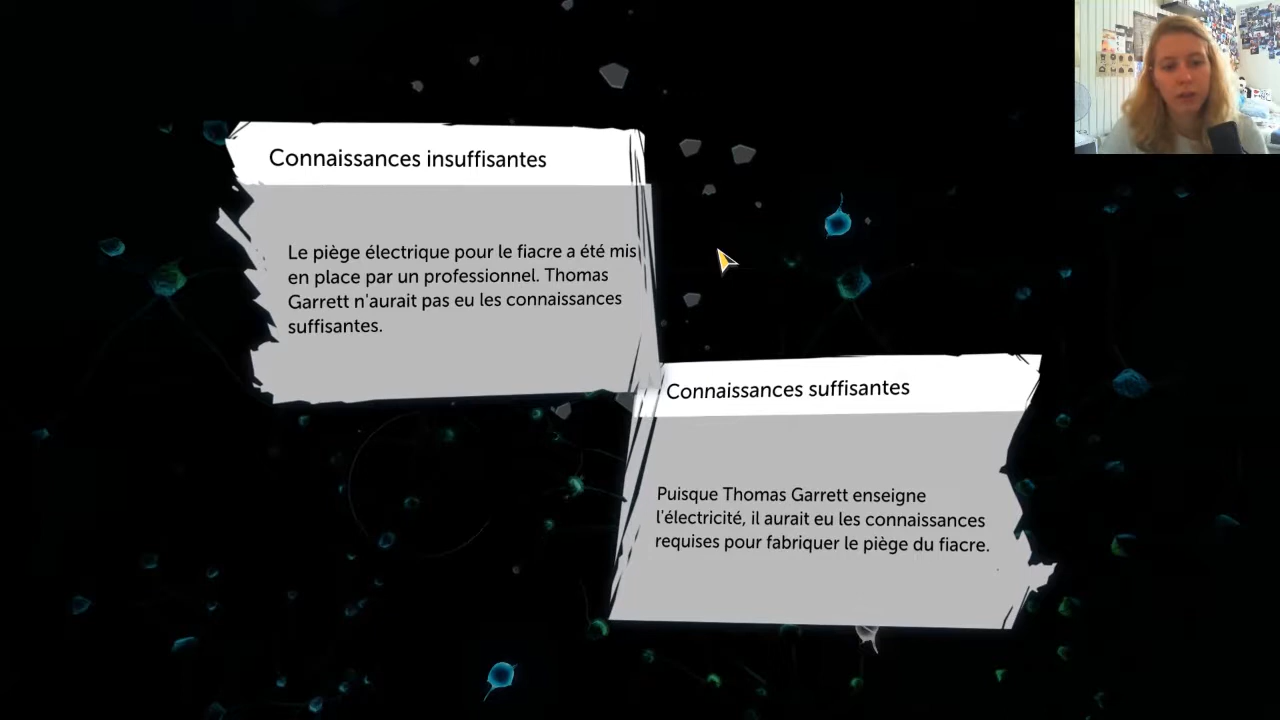 Connaissances insuffisantes
Le piège électrique pour le fiacre a été mis
en place par un professionnel. Thomas
Garrett n'aurait pas eu les connaissances
suffisantes.
Connaissances suffisantes
Puisque Thomas Garrett enseigne
l'électricité, il aurait eu les connaissances
requises pour fabriquer le piège du fiacre.